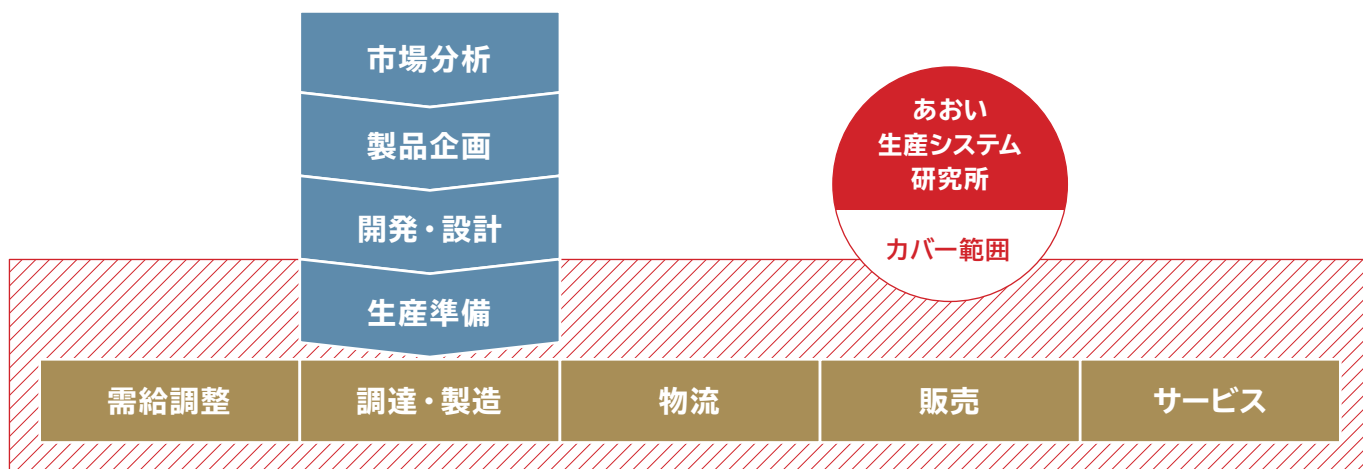 市場分析
製品企画
開発・設計
生産準備
あおい
生産システム
研究所
カバー範囲
需給調整
調達・製造
物流
販売
サービス